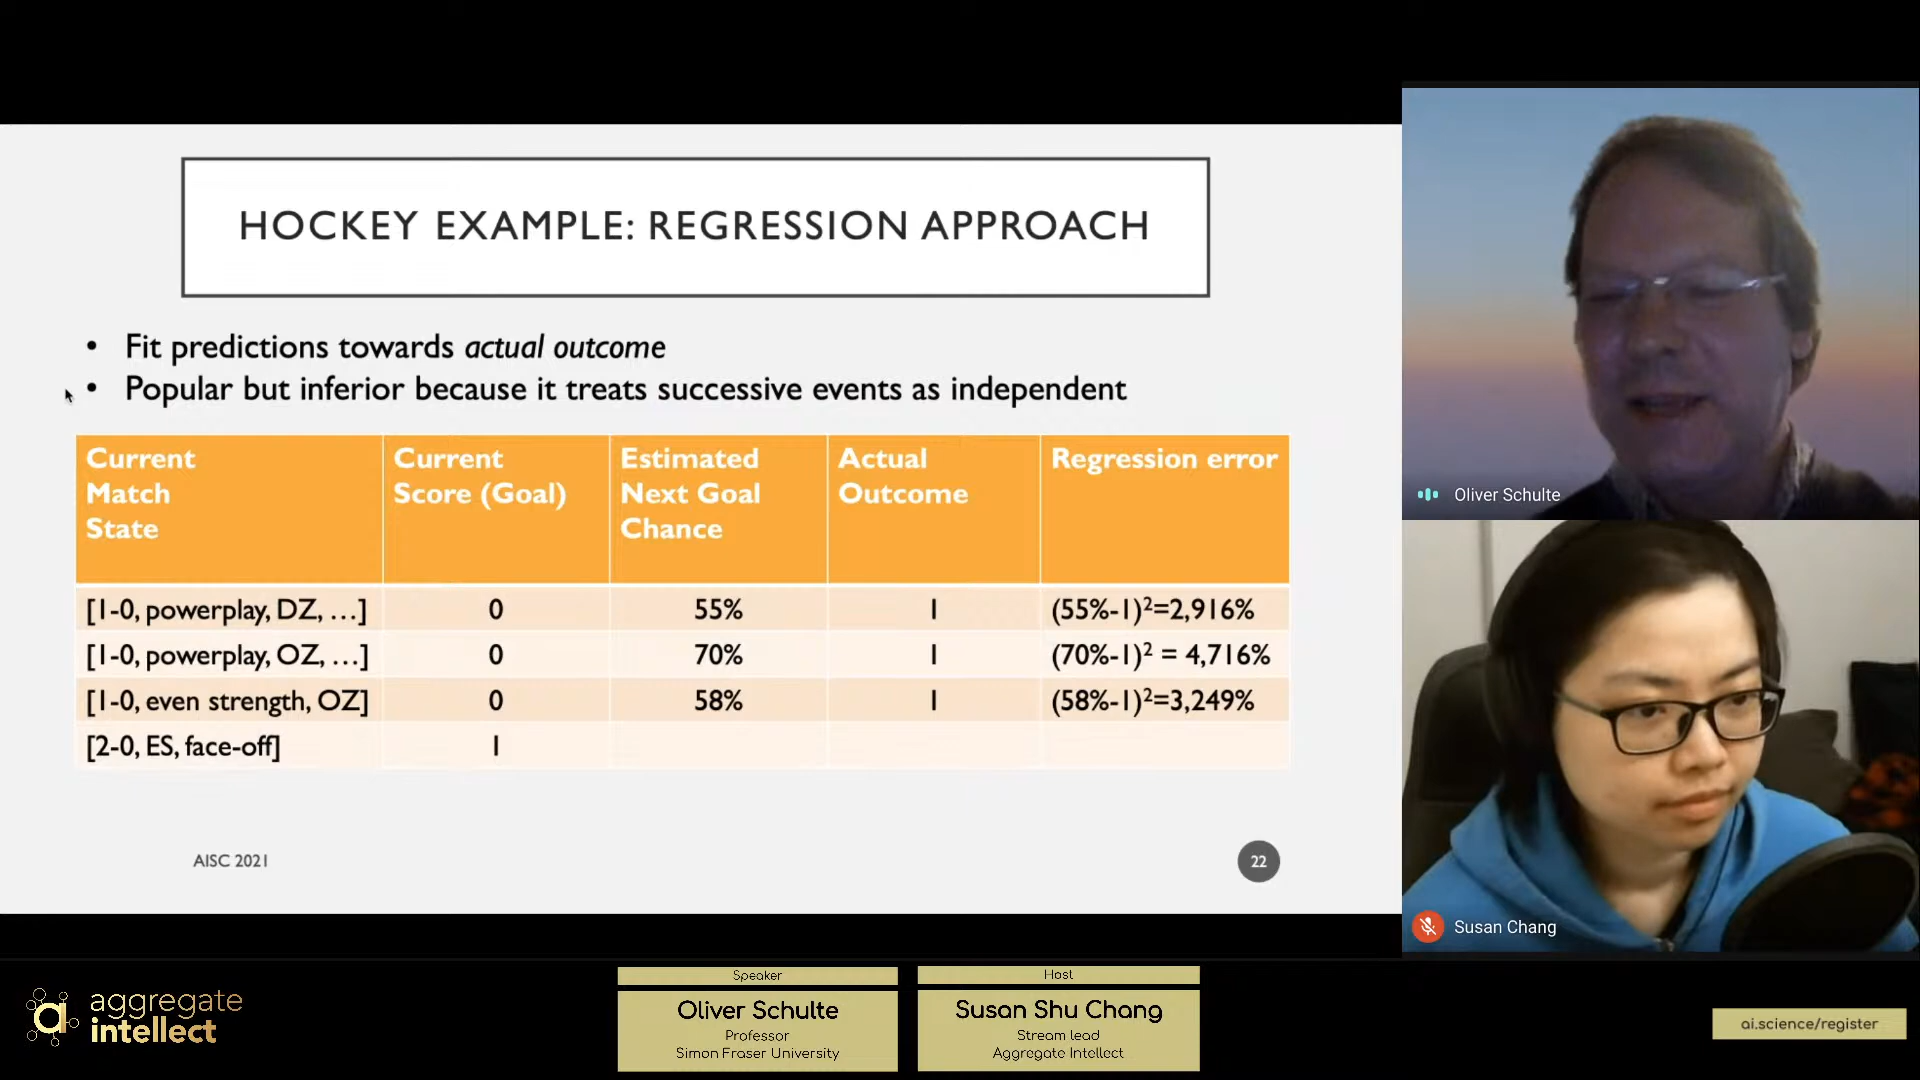 HOCKEY EXAMPLE: REGRESSION APPROACH
• Fit predictions towards actual outcome
• Popular but inferior because it treats successive events as independent
Current Match State | Current Score (Goal) | Estimated Next Goal Chance | Actual Outcome | Regression error
[1-0, powerplay, DZ, …] 0 55% 1 (55%-1)²=2,916%
[1-0, powerplay, OZ, …] 0 70% 1 (70%-1)² = 4,716%
[1-0, even strength, OZ] 0 58% 1 (58%-1)²=3,249%
[2-0, ES, face-off] 1
AISC 2021
22
Oliver Schulte
Susan Chang
aggregate
intellect
Speaker
Oliver Schulte
Professor
Simon Fraser University
Host
Susan Shu Chang
Stream lead
Aggregate Intellect
ai.science/register